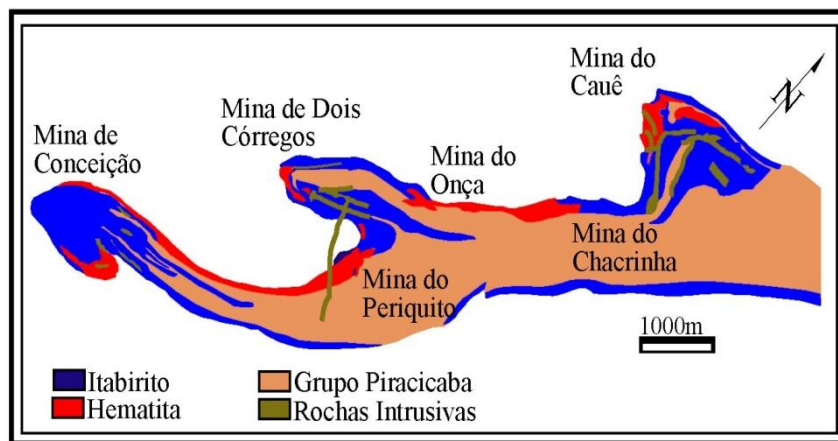 Mina do
Cauê
Mina de Dois
Córregos
Mina de
Conceição
Mina do
Onça
N
Mina do
Chacrinha
Mina do
Periquito
1000m
Itabirito
Grupo Piracicaba
Hematita
Rochas Intrusivas